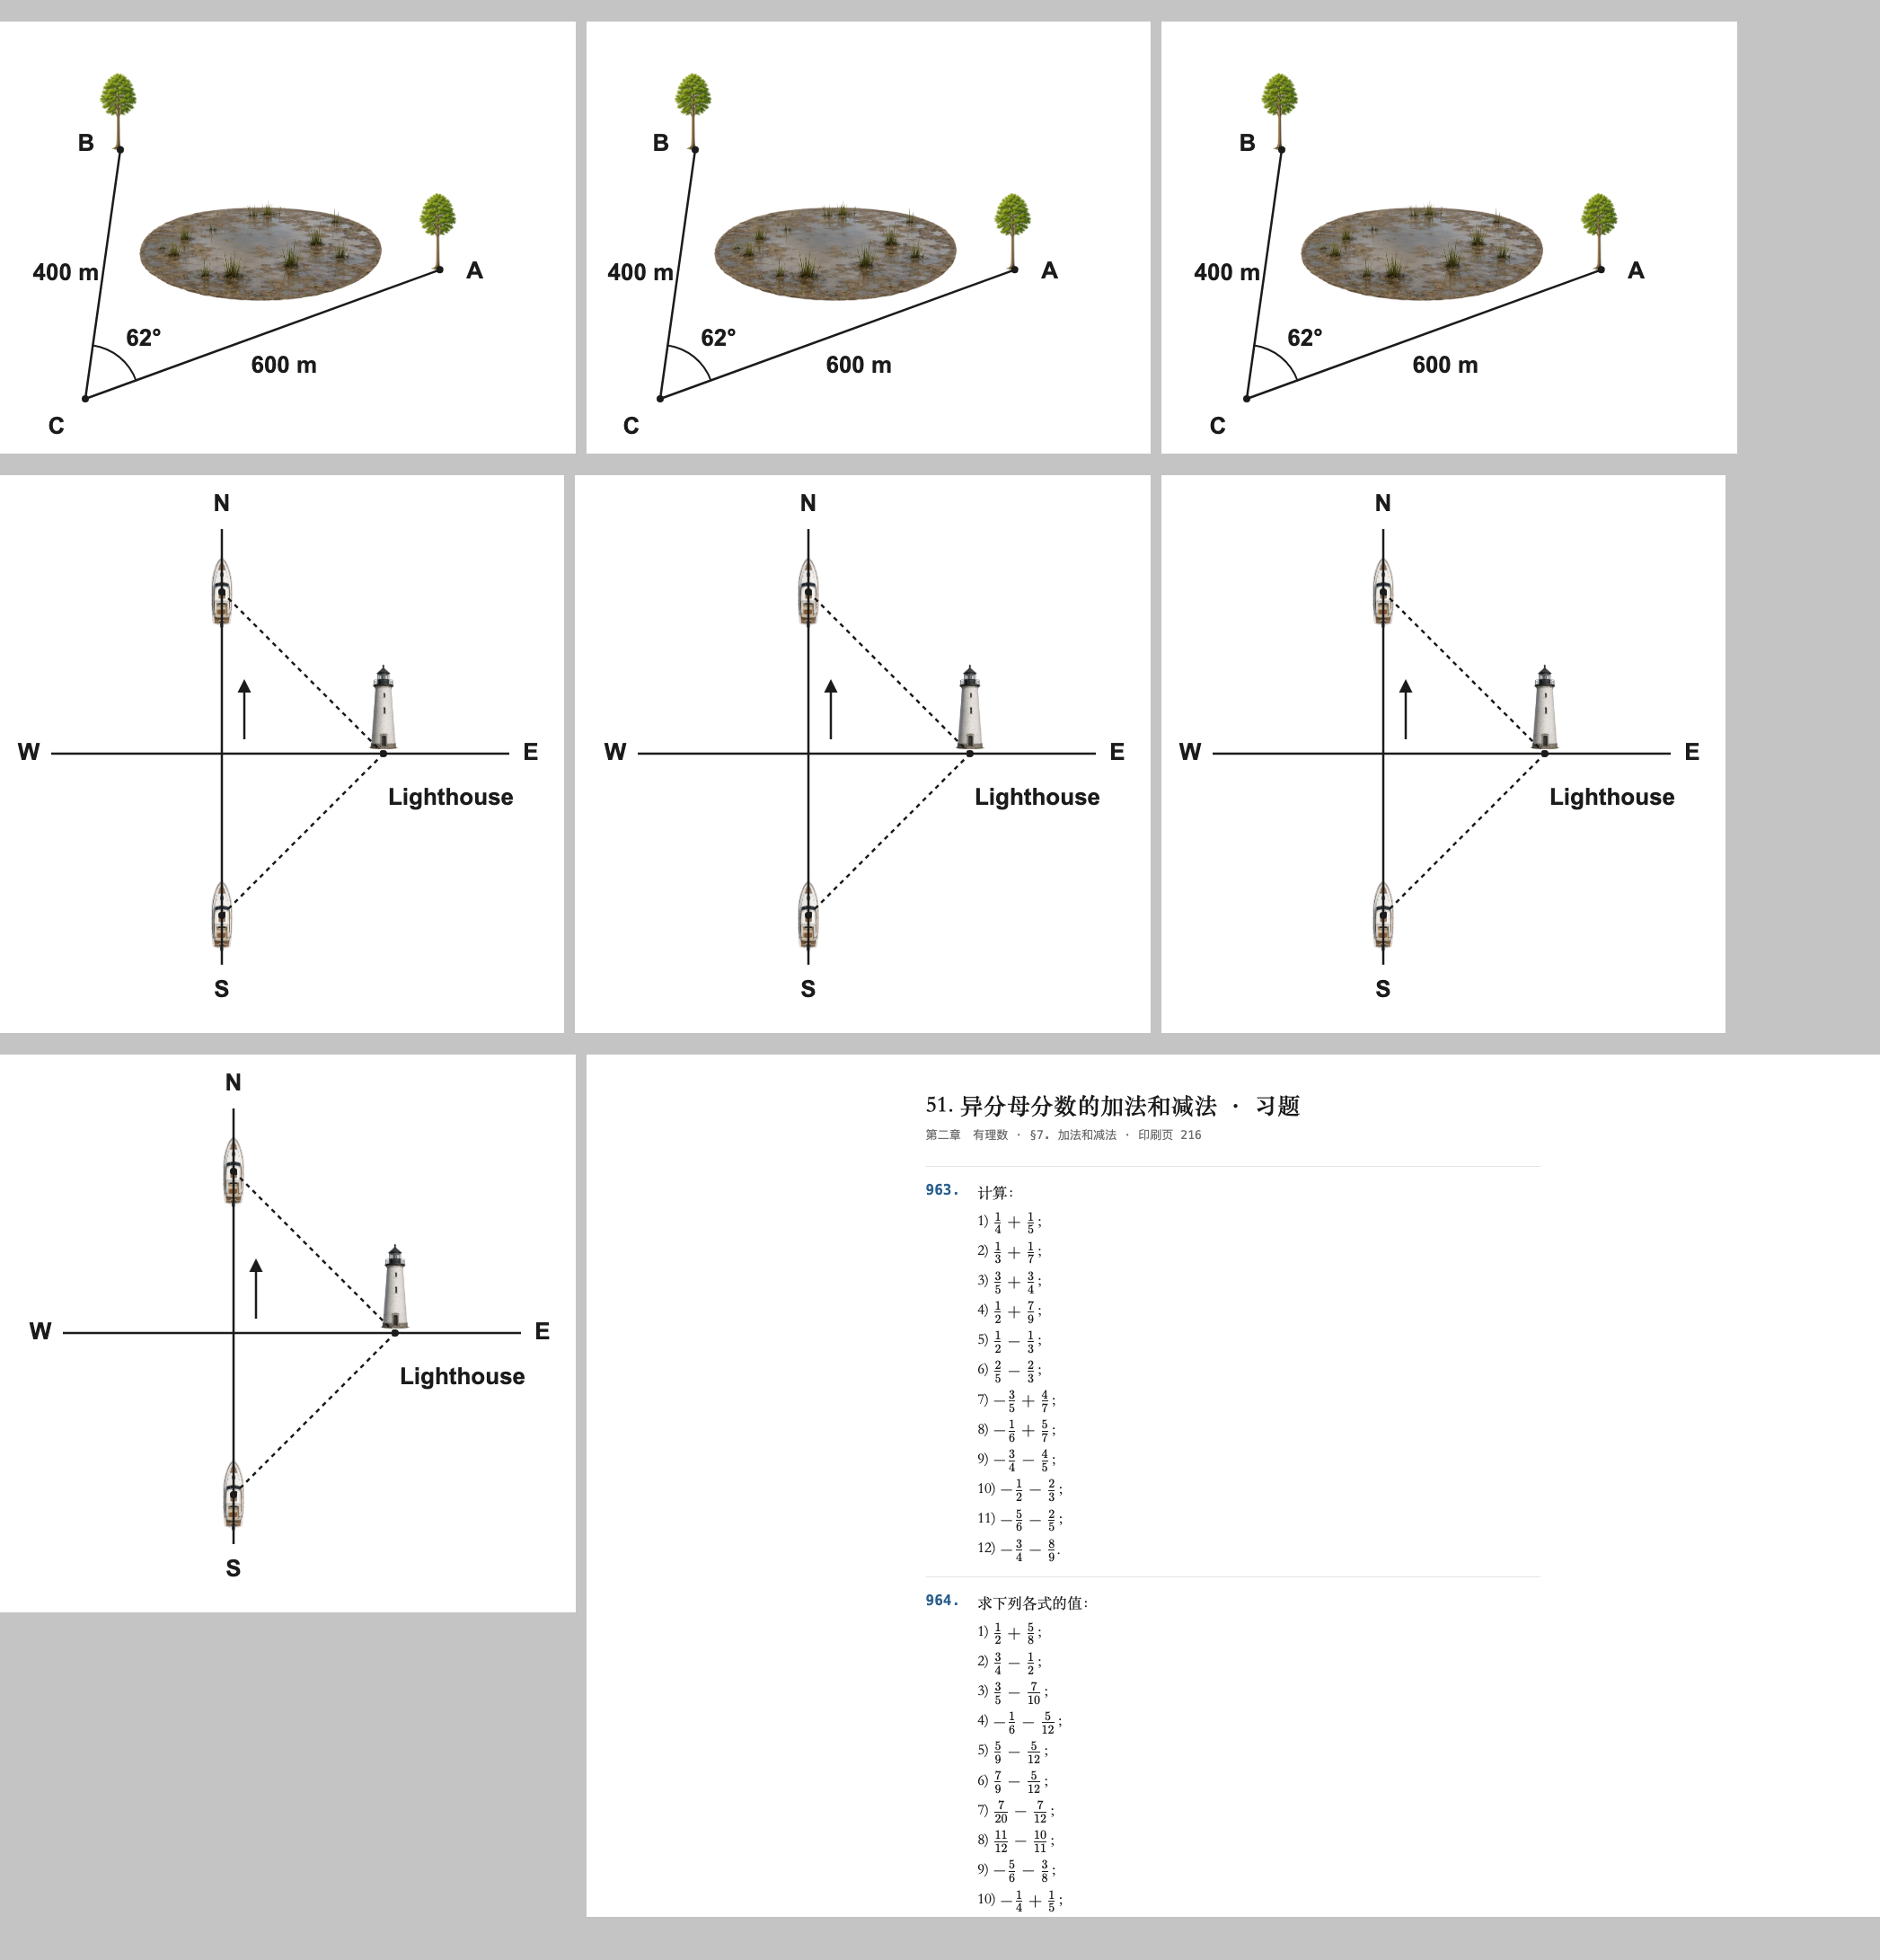 B
A
400 m
62°
600 m
C
B
A
400 m
62°
600 m
C
B
A
400 m
62°
600 m
C
N
W
E
Lighthouse
S
N
W
E
Lighthouse
S
N
W
E
Lighthouse
S
N
W
E
Lighthouse
S
51. 异分母分数的加法和减法 · 习题
第二章 有理数 · §7. 加法和减法 · 印刷页 216
963. 计算:
1) 1/4 + 1/5;
2) 1/3 + 1/7;
3) 3/5 + 3/4;
4) 1/2 + 7/9;
5) 1/2 − 1/3;
6) 2/5 − 2/3;
7) −3/5 + 4/7;
8) −1/6 + 5/7;
9) −3/4 − 4/5;
10) −1/2 − 2/3;
11) −5/6 − 2/5;
12) −3/4 − 8/9.
964. 求下列各式的值:
1) 1/2 + 5/8;
2) 3/4 − 1/2;
3) 3/5 − 7/10;
4) −1/6 − 5/12;
5) 5/9 − 5/12;
6) 7/9 − 5/12;
7) 7/20 − 7/12;
8) 11/12 − 10/11;
9) −5/6 − 3/8;
10) −1/4 + 1/5;